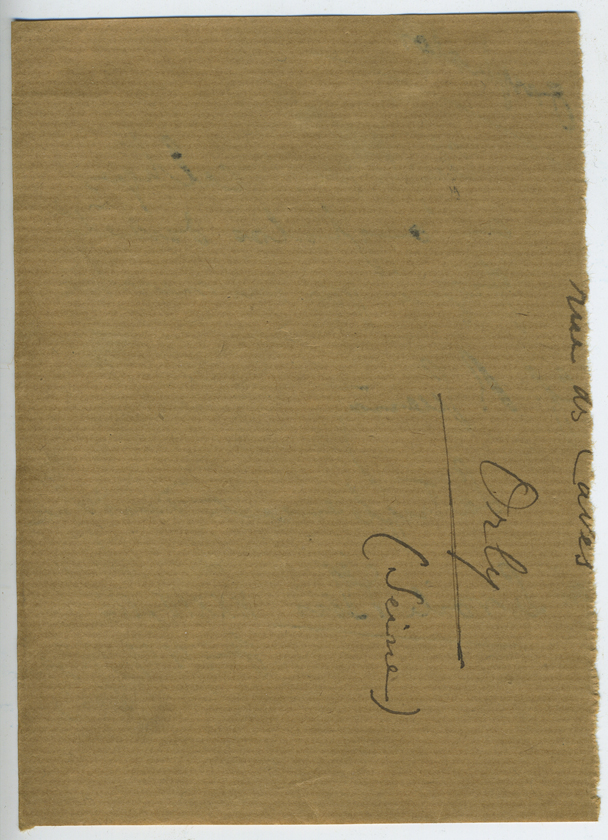 rue des Caves
Orly
(Seine)